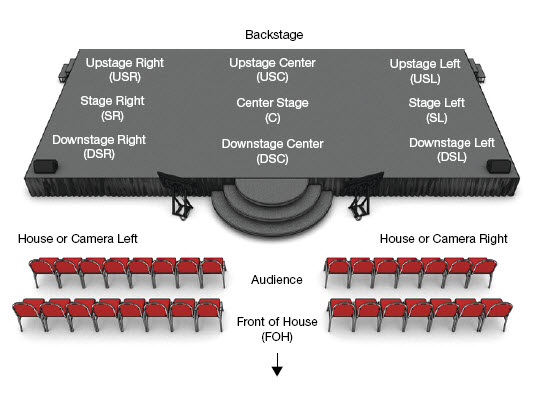 Backstage
Upstage Right
(USR)
Upstage Center
(USC)
Upstage Left
(USL)
Stage Right
(SR)
Center Stage
(C)
Stage Left
(SL)
Downstage Right
(DSR)
Downstage Center
(DSC)
Downstage Left
(DSL)
House or Camera Left
House or Camera Right
Audience
Front of House
(FOH)